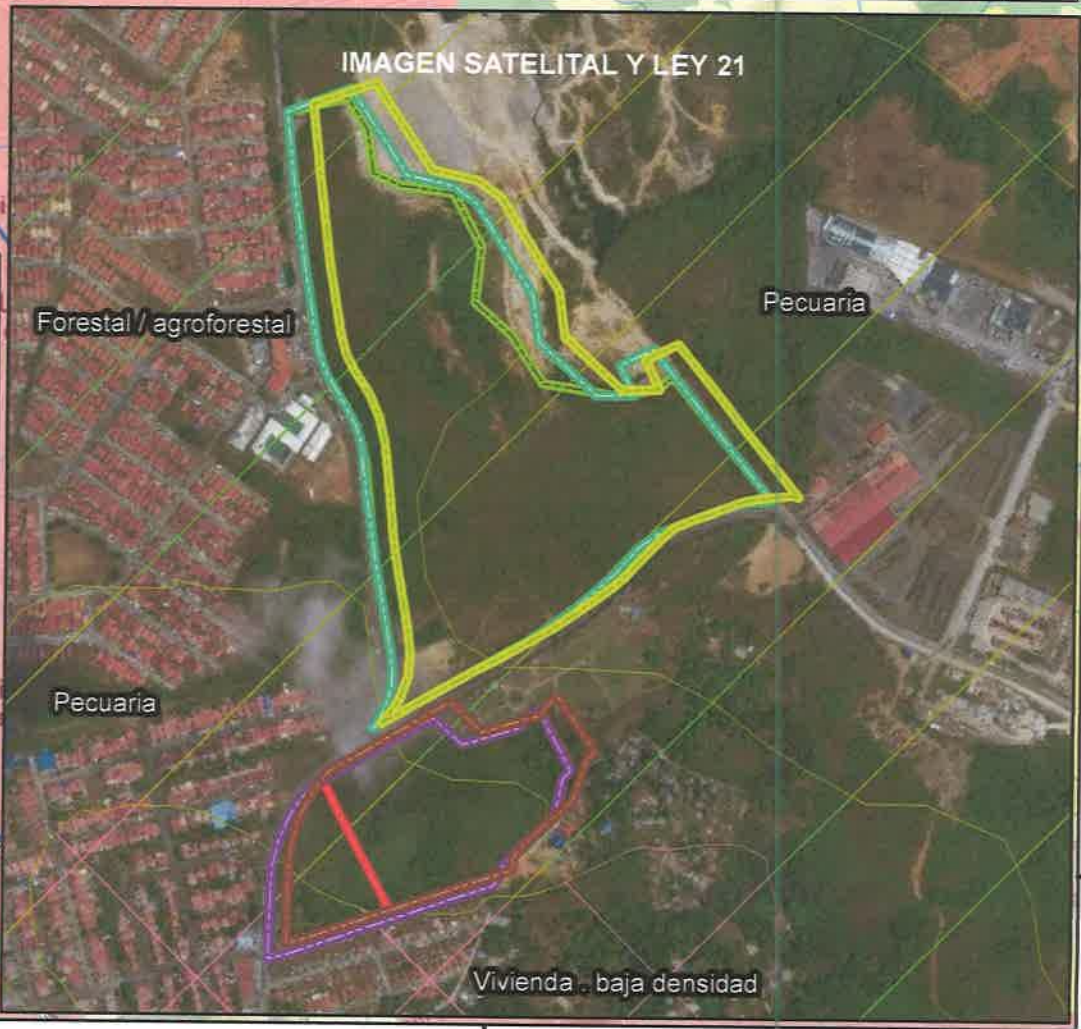 IMAGEN SATELITAL Y LEY 21
Pecuaria
Forestal / agroforestal
Pecuaria
Vivienda . baja densidad